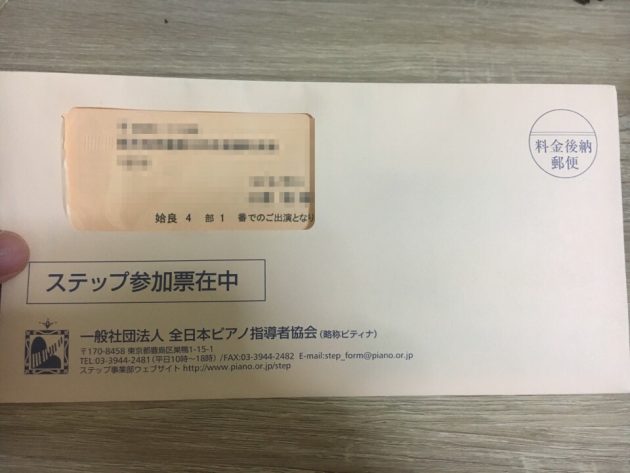 料金後納
郵便
姶良 4 部 1 番でのご出演となり
ステップ参加票在中
一般社団法人 全日本ピアノ指導者協会(略称ピティナ)
〒170-8458 東京都豊島区巣鴨1-15-1
TEL:03-3944-2481(平日10時~18時)/FAX:03-3944-2482 E-mail:step_form@piano.or.jp
ステップ事業部ウェブサイト http://www.piano.or.jp/step